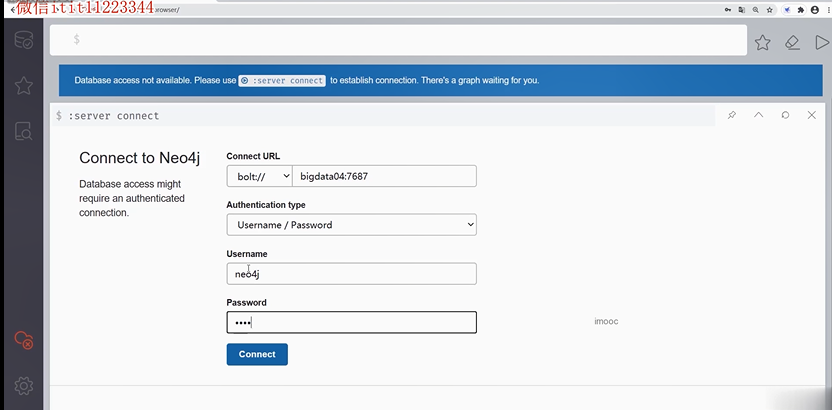 微信itit11223344
rowser/
$
Database access not available. Please use :server connect to establish connection. There's a graph waiting for you.
$ :server connect
Connect to Neo4j
Database access might
require an authenticated
connection.
Connect URL
bolt://
bigdata04:7687
Authentication type
Username / Password
Username
neo4j
Password
••••
imooc
Connect